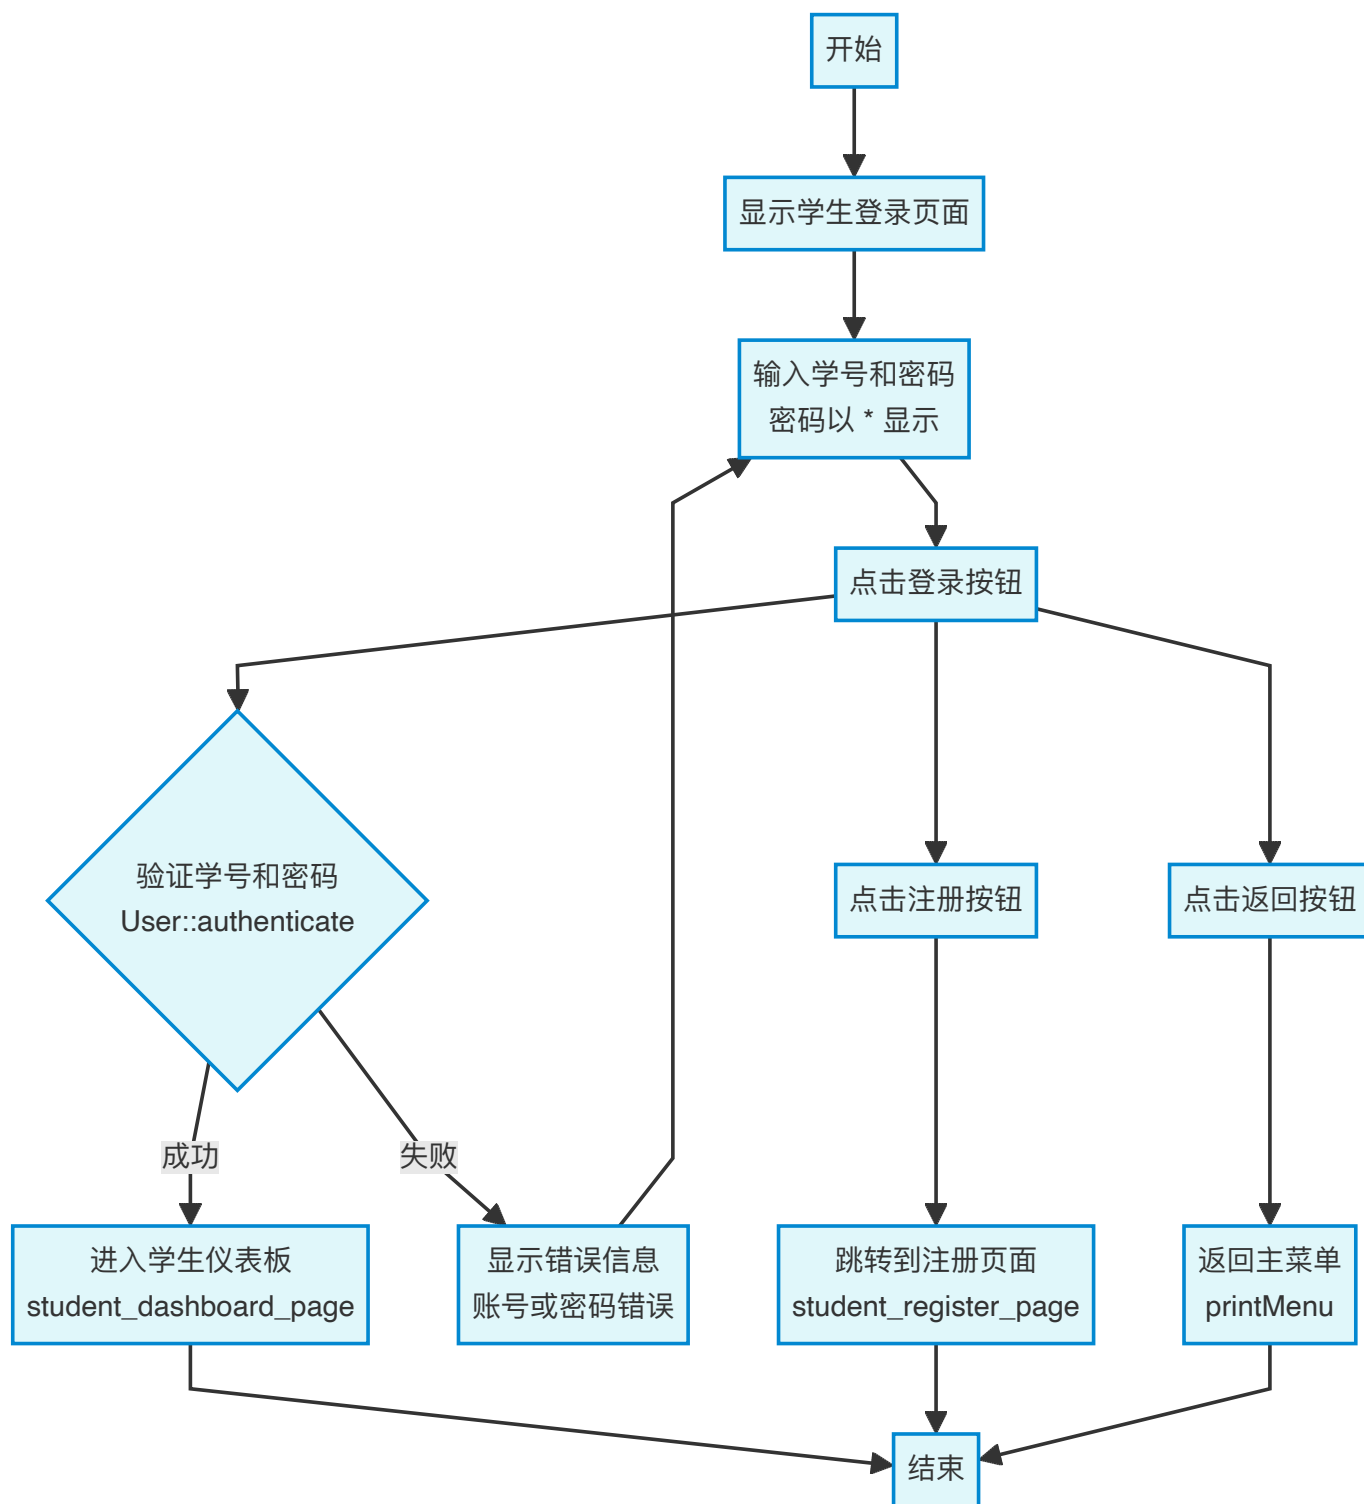 开始
显示学生登录页面
输入学号和密码
密码以 * 显示
点击登录按钮
验证学号和密码
User::authenticate
点击注册按钮
点击返回按钮
成功
失败
进入学生仪表板
student_dashboard_page
显示错误信息
账号或密码错误
跳转到注册页面
student_register_page
返回主菜单
printMenu
结束